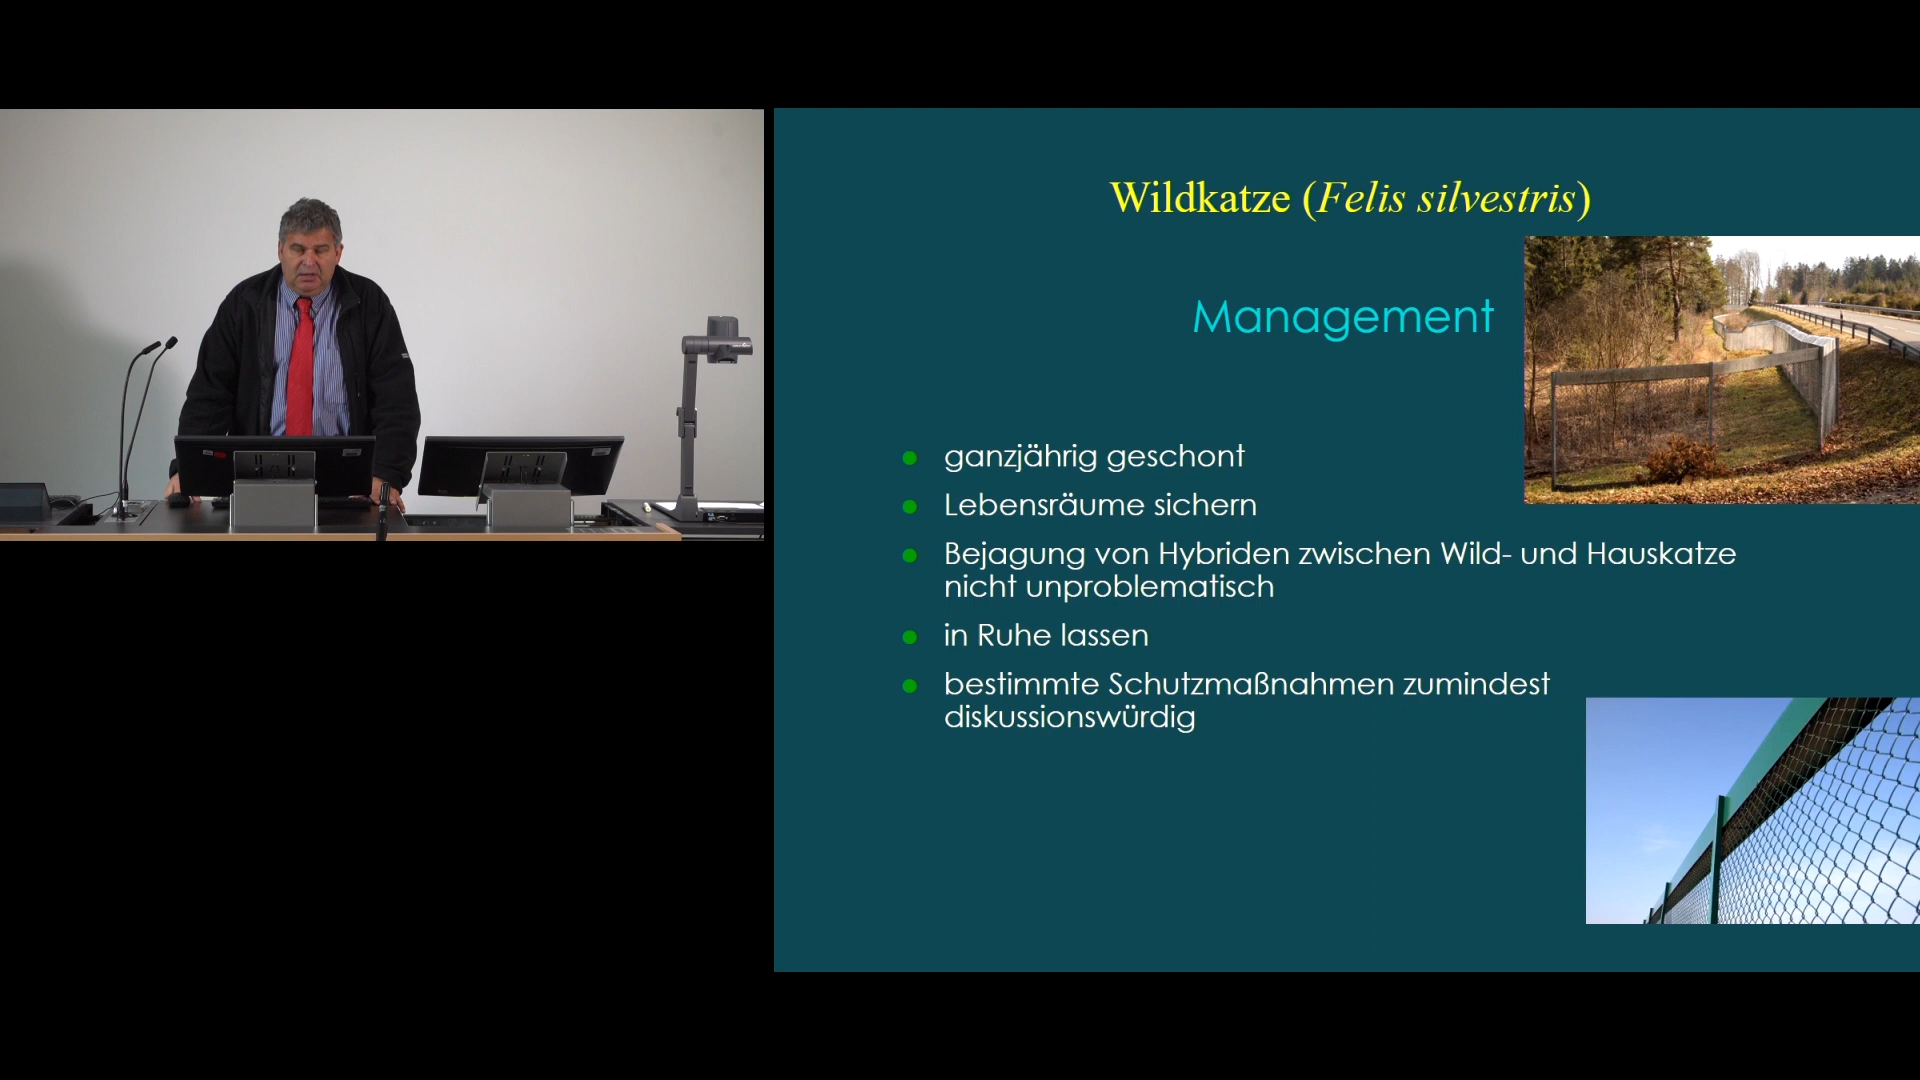 Wildkatze (Felis silvestris)
Management
ganzjährig geschont
Lebensräume sichern
Bejagung von Hybriden zwischen Wild- und Hauskatze
nicht unproblematisch
in Ruhe lassen
bestimmte Schutzmaßnahmen zumindest
diskussionswürdig